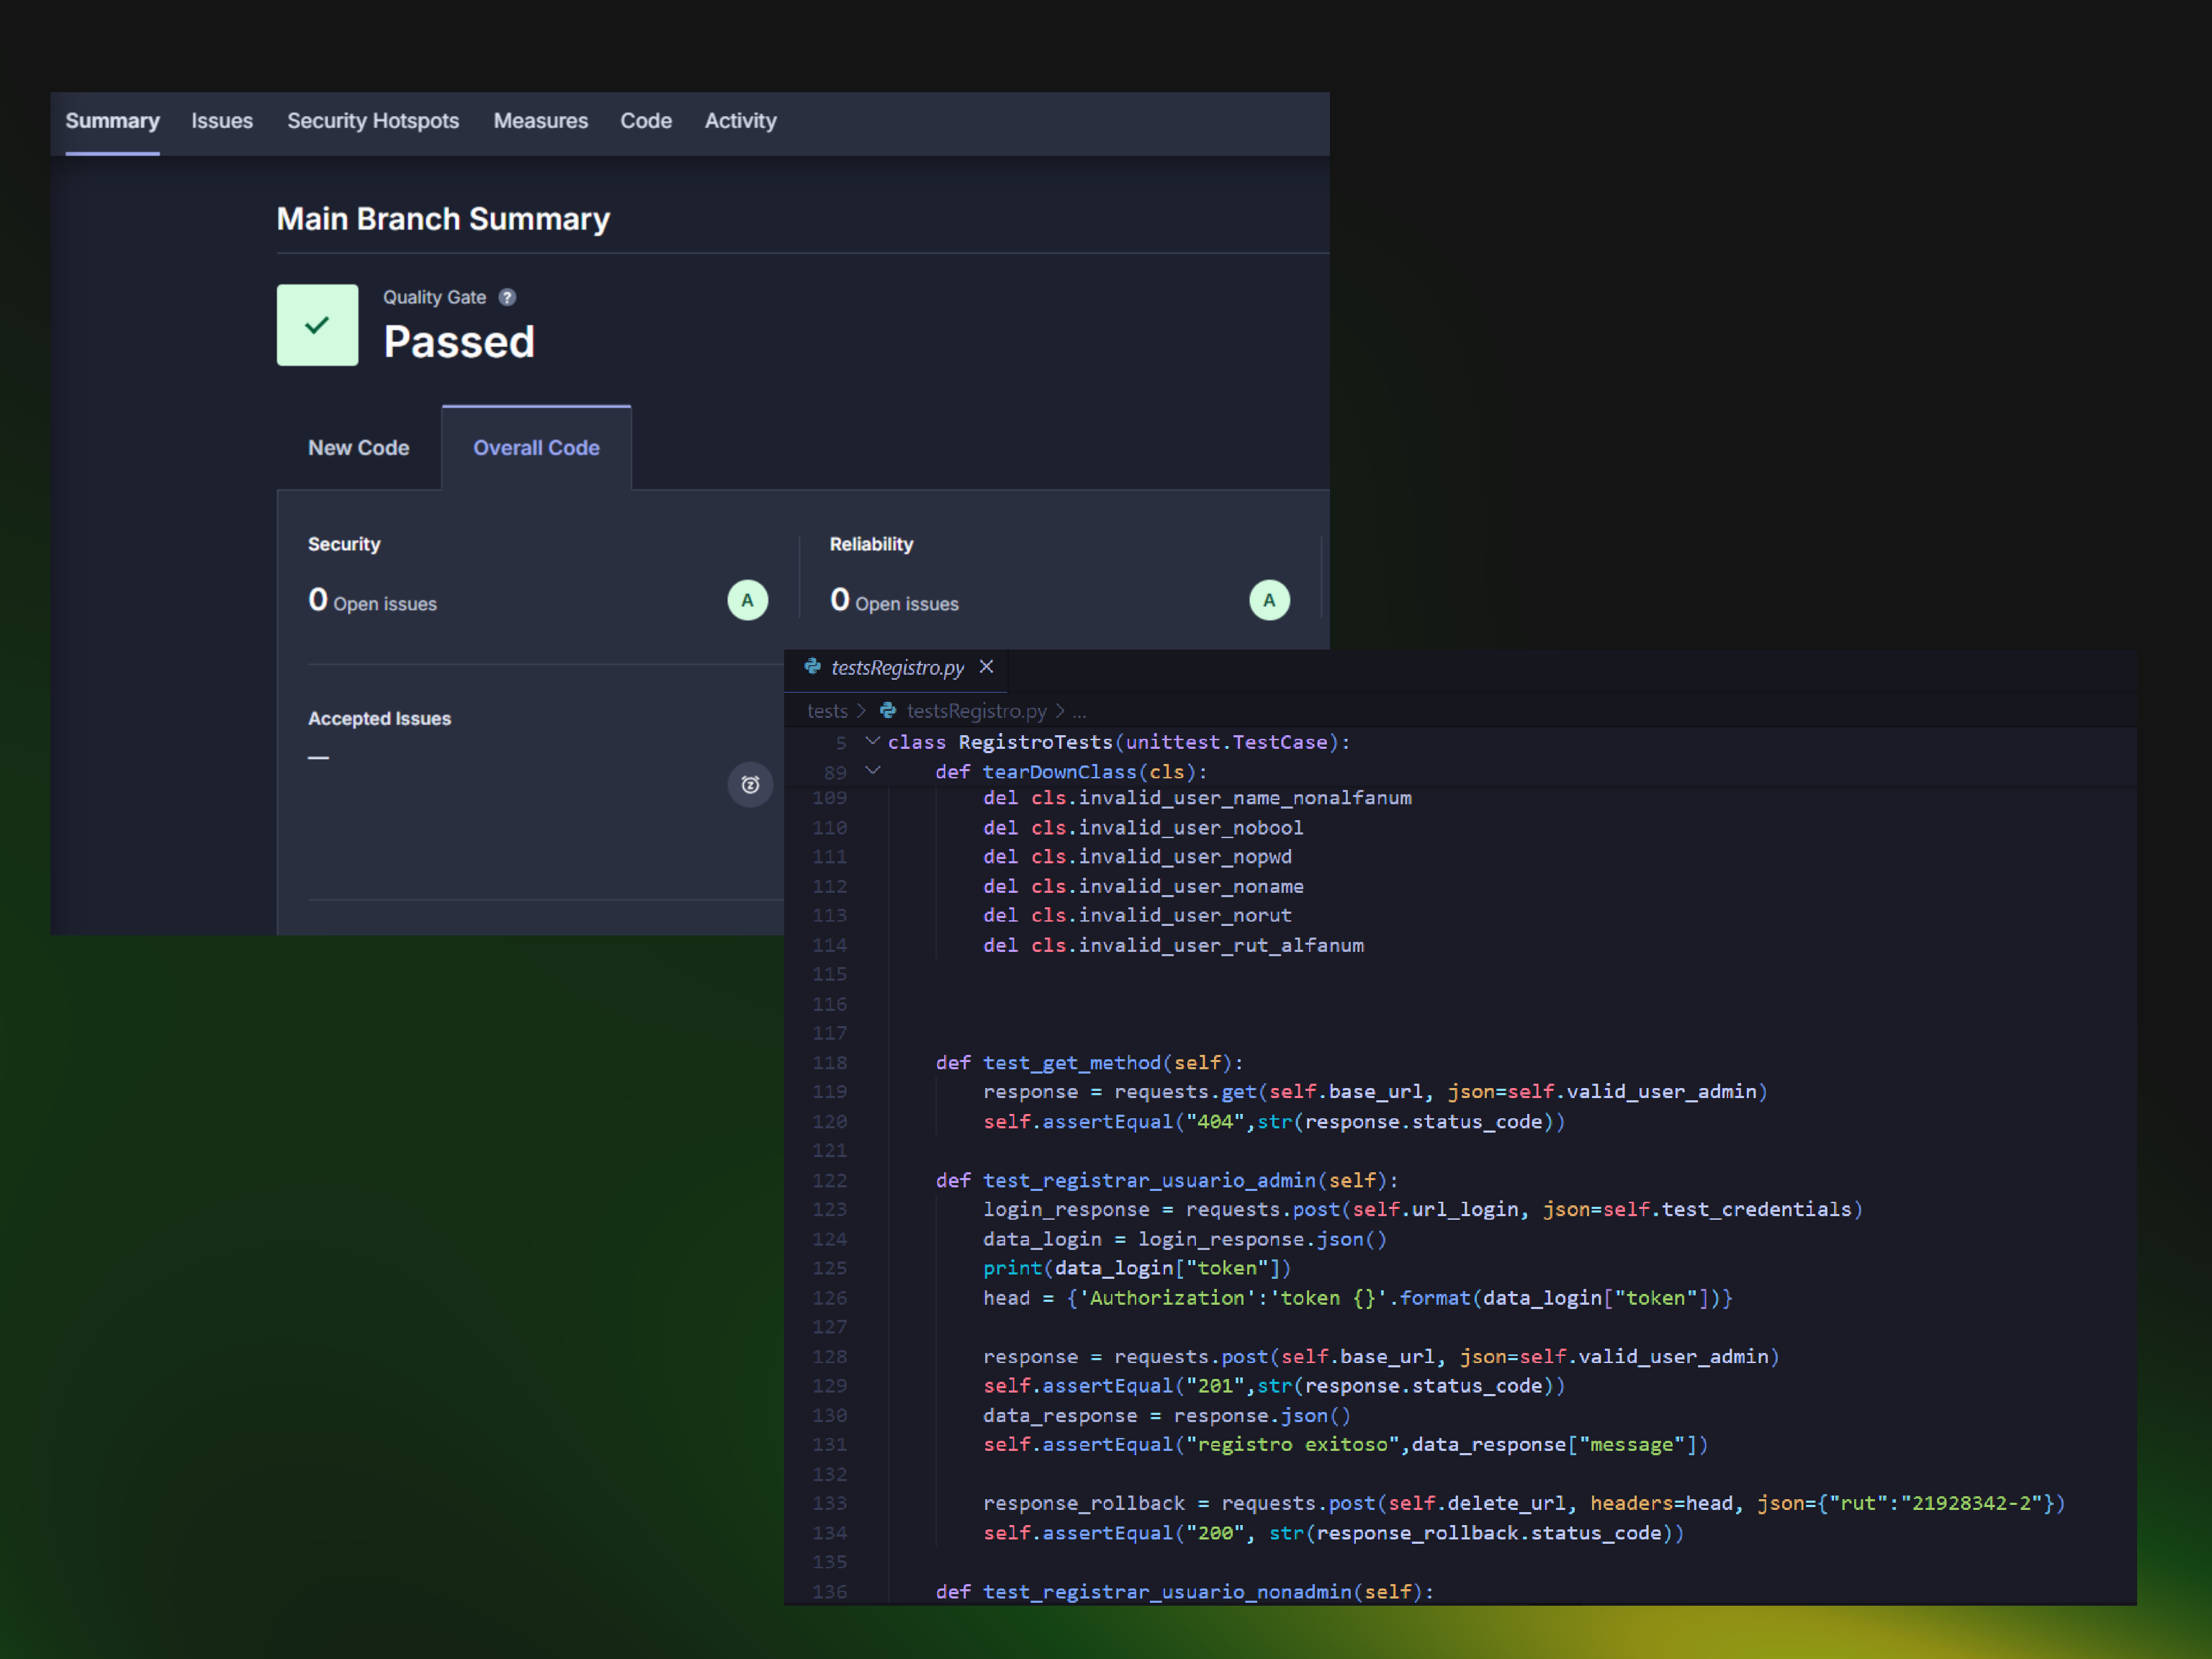 Summary Issues Security Hotspots Measures Code Activity
Main Branch Summary
Quality Gate ?
Passed
New Code Overall Code
Security Reliability
0 Open issues A 0 Open issues A
Accepted Issues
—
testsRegistro.py ×
tests > testsRegistro.py > ...
5 class RegistroTests(unittest.TestCase):
89 def tearDownClass(cls):
109 del cls.invalid_user_name_nonalfanum
110 del cls.invalid_user_nobool
111 del cls.invalid_user_nopwd
112 del cls.invalid_user_noname
113 del cls.invalid_user_norut
114 del cls.invalid_user_rut_alfanum
115
116
117
118 def test_get_method(self):
119 response = requests.get(self.base_url, json=self.valid_user_admin)
120 self.assertEqual("404",str(response.status_code))
121
122 def test_registrar_usuario_admin(self):
123 login_response = requests.post(self.url_login, json=self.test_credentials)
124 data_login = login_response.json()
125 print(data_login["token"])
126 head = {'Authorization':'token {}'.format(data_login["token"])}
127
128 response = requests.post(self.base_url, json=self.valid_user_admin)
129 self.assertEqual("201",str(response.status_code))
130 data_response = response.json()
131 self.assertEqual("registro exitoso",data_response["message"])
132
133 response_rollback = requests.post(self.delete_url, headers=head, json={"rut":"21928342-2"})
134 self.assertEqual("200", str(response_rollback.status_code))
135
136 def test_registrar_usuario_nonadmin(self):